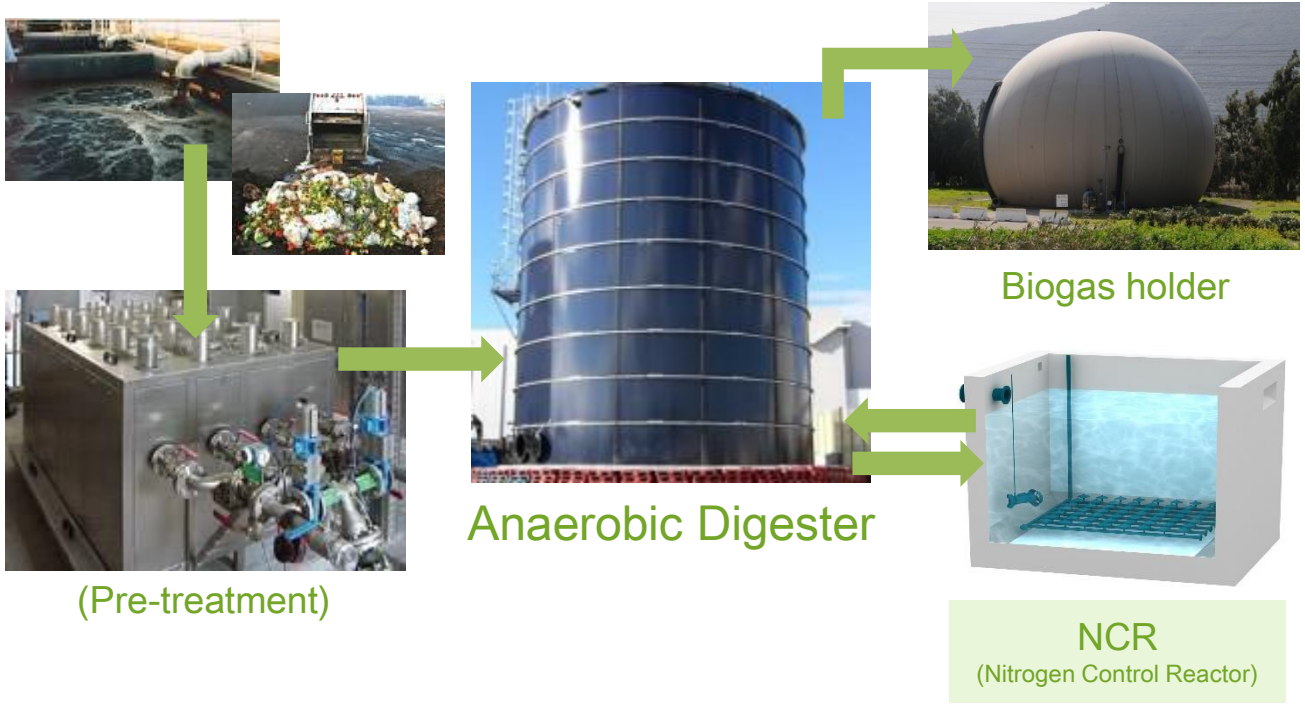 Biogas holder
Anaerobic Digester
(Pre-treatment)
NCR
(Nitrogen Control Reactor)